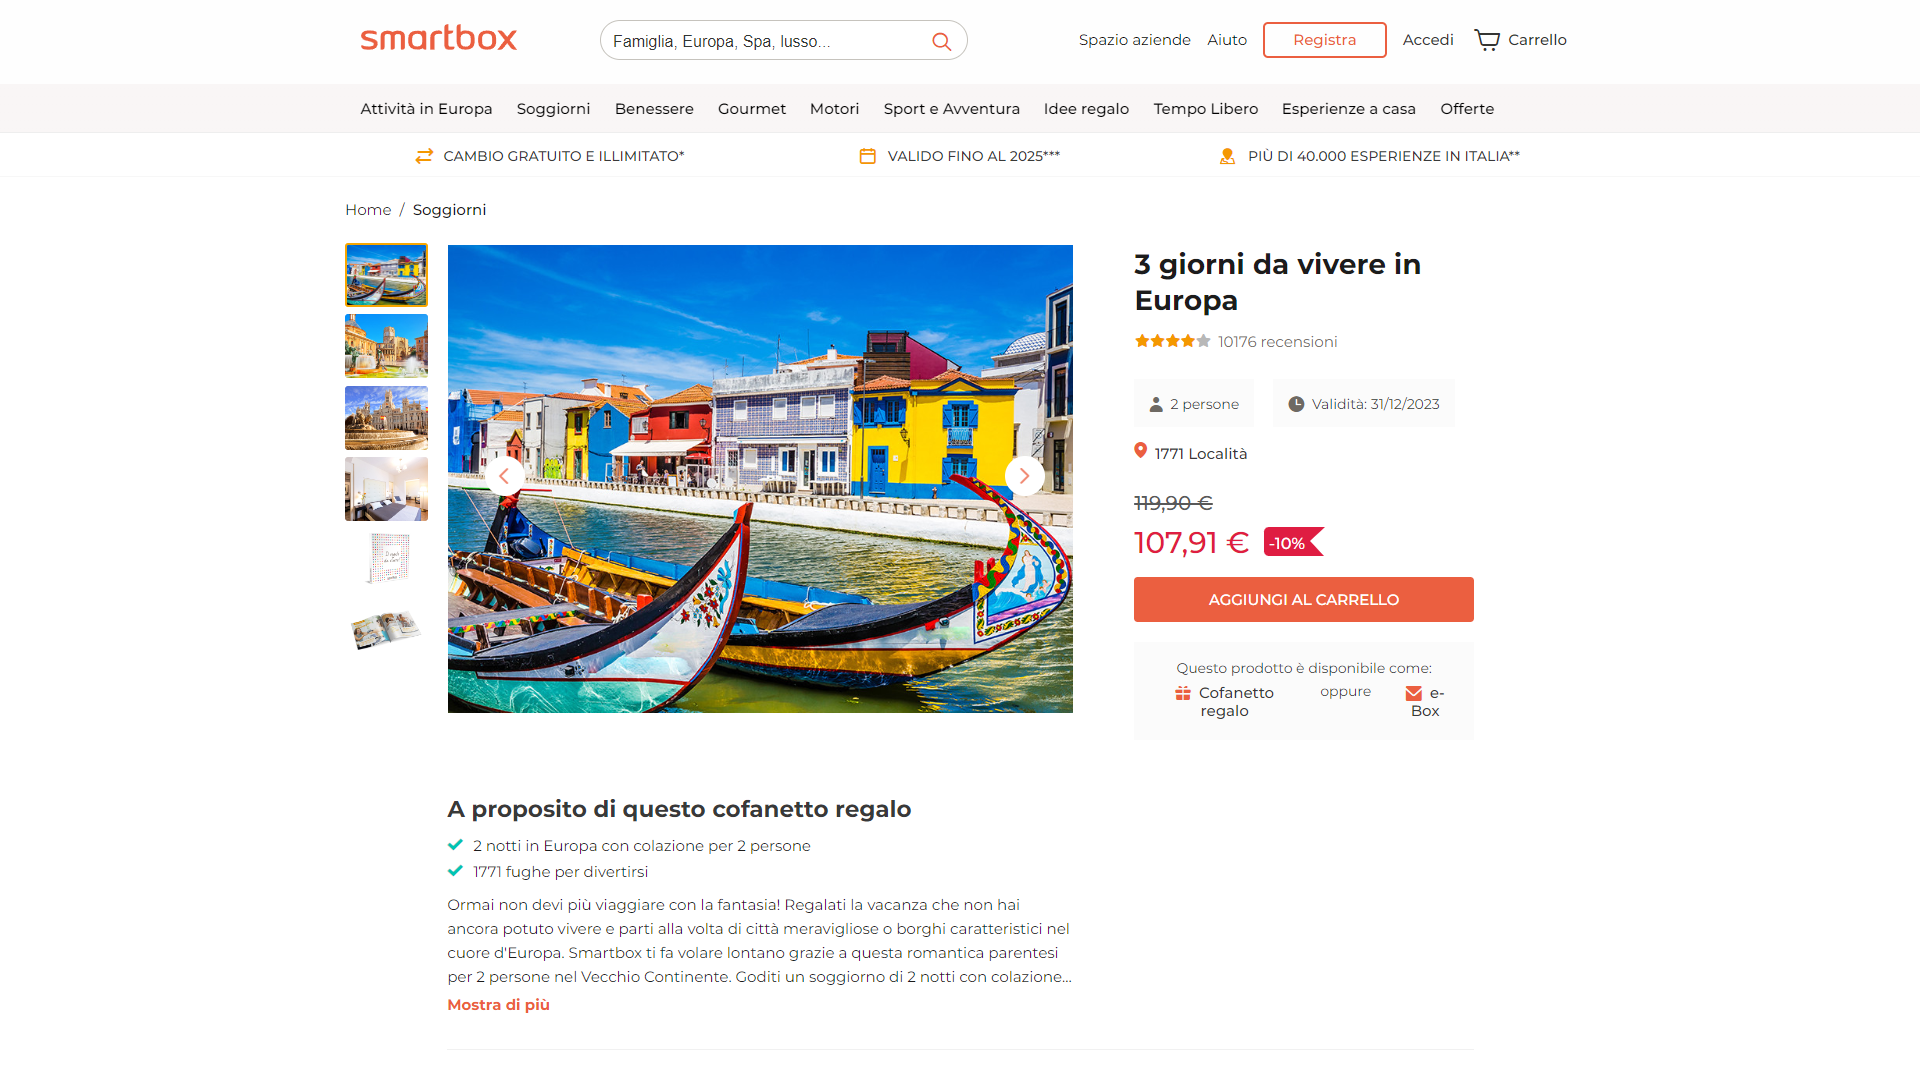 smartbox
Famiglia, Europa, Spa, lusso...
Spazio aziende
Aiuto
Registra
Accedi
Carrello
Attività in Europa
Soggiorni
Benessere
Gourmet
Motori
Sport e Avventura
Idee regalo
Tempo Libero
Esperienze a casa
Offerte
CAMBIO GRATUITO E ILLIMITATO*
VALIDO FINO AL 2025***
PIÙ DI 40.000 ESPERIENZE IN ITALIA**
Home / Soggiorni
3 giorni da vivere in
Europa
10176 recensioni
2 persone
Validità: 31/12/2023
1771 Località
119,90 €
107,91 €
-10%
AGGIUNGI AL CARRELLO
Questo prodotto è disponibile come:
Cofanetto
regalo
oppure
e-
Box
A proposito di questo cofanetto regalo
2 notti in Europa con colazione per 2 persone
1771 fughe per divertirsi
Ormai non devi più viaggiare con la fantasia! Regalati la vacanza che non hai
ancora potuto vivere e parti alla volta di città meravigliose o borghi caratteristici nel
cuore d'Europa. Smartbox ti fa volare lontano grazie a questa romantica parentesi
per 2 persone nel Vecchio Continente. Goditi un soggiorno di 2 notti con colazione...
Mostra di più